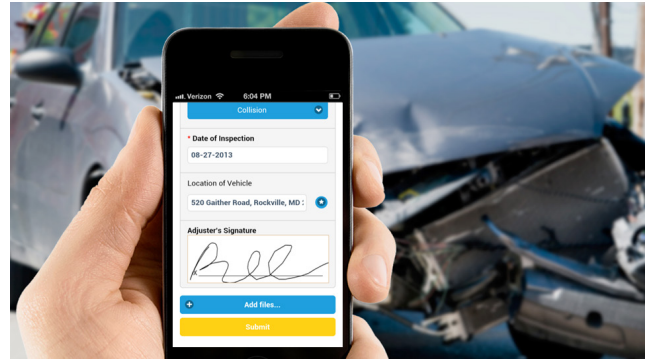 Verizon 6:04 PM
Collision
* Date of Inspection
08-27-2013
Location of Vehicle
520 Gaither Road, Rockville, MD
Adjuster's Signature
Add files...
Submit